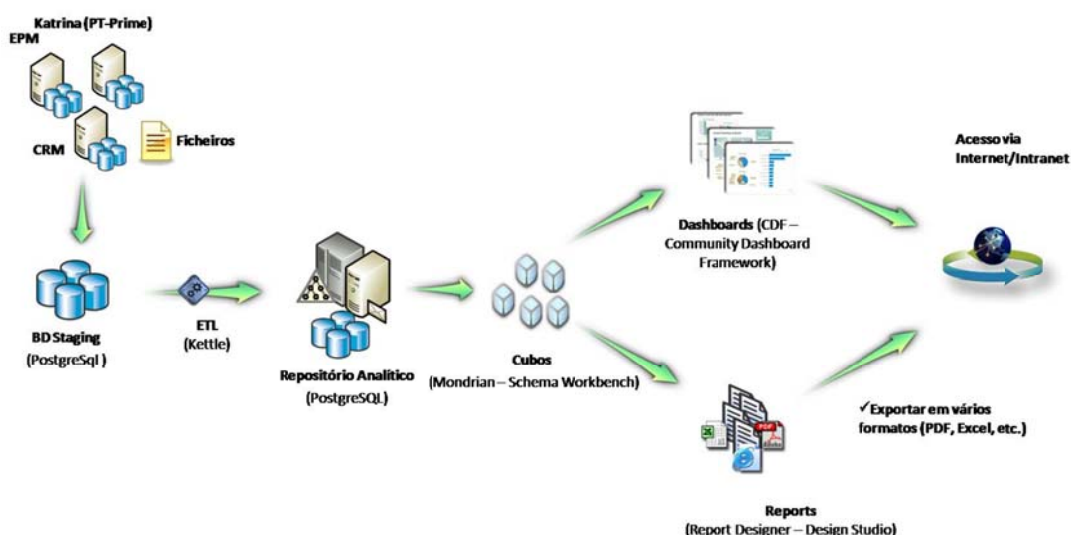 Katrina (PT-Prime)
EPM
CRM
Ficheiros
BD Staging
(PostgreSql )
ETL
(Kettle)
Repositório Analítico
(PostgreSQL)
Cubos
(Mondrian – Schema Workbench)
Dashboards (CDF –
Community Dashboard
Framework)
Acesso via
Internet/Intranet
PDF
✓Exportar em vários
formatos (PDF, Excel, etc.)
Reports
(Report Designer – Design Studio)